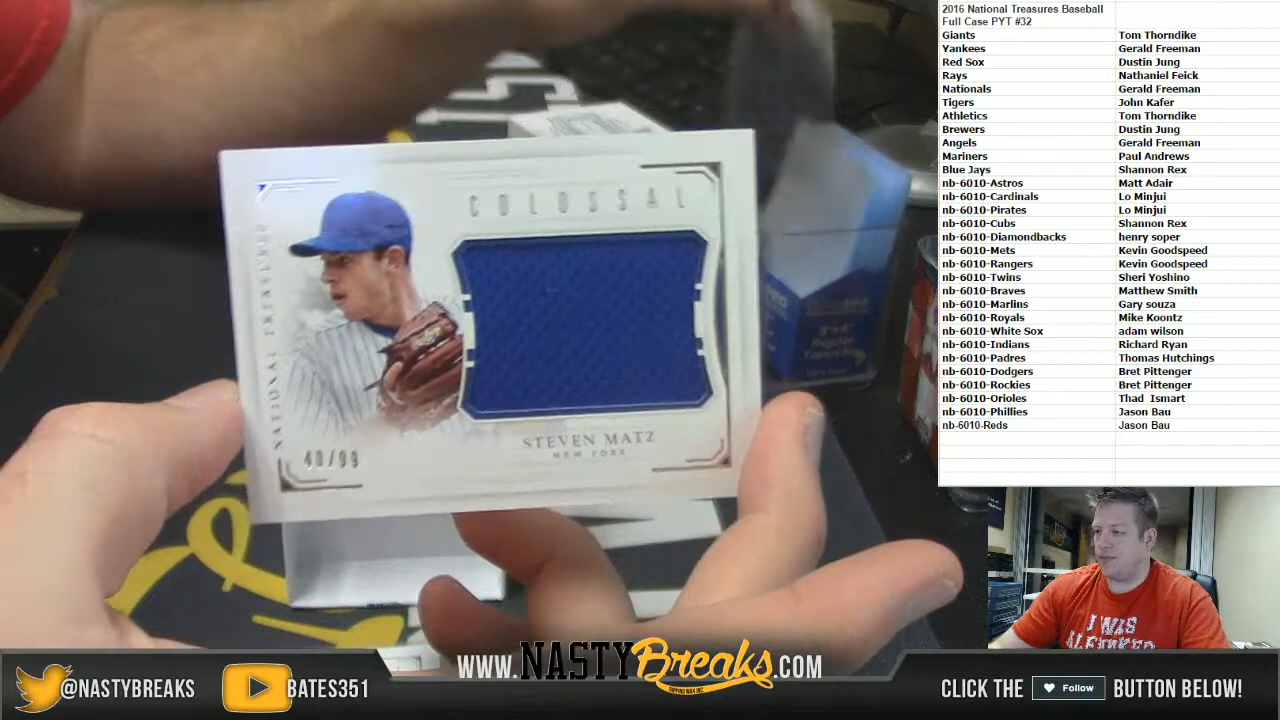 2016 National Treasures Baseball
Full Case PYT #32
Giants Tom Thorndike
Yankees Gerald Freeman
Red Sox Dustin Jung
Rays Nathaniel Feick
Nationals Gerald Freeman
Tigers John Kafer
Athletics Tom Thorndike
Brewers Dustin Jung
Angels Gerald Freeman
Mariners Paul Andrews
Blue Jays Shannon Rex
nb-6010-Astros Matt Adair
nb-6010-Cardinals Lo Minjui
nb-6010-Pirates Lo Minjui
nb-6010-Cubs Shannon Rex
nb-6010-Diamondbacks henry soper
nb-6010-Mets Kevin Goodspeed
nb-6010-Rangers Kevin Goodspeed
nb-6010-Twins Sheri Yoshino
nb-6010-Braves Matthew Smith
nb-6010-Marlins Gary souza
nb-6010-Royals Mike Koontz
nb-6010-White Sox adam wilson
nb-6010-Indians Richard Ryan
nb-6010-Padres Thomas Hutchings
nb-6010-Dodgers Bret Pittenger
nb-6010-Rockies Bret Pittenger
nb-6010-Orioles Thad Ismart
nb-6010-Phillies Jason Bau
nb-6010-Reds Jason Bau
COLOSSAL
NATIONAL TREASURES
STEVEN MATZ
NEW YORK
40/99
3"x4"
Regular
Toploader
I WAS
WWW.NASTYBreaks.COM
@NASTYBREAKS
BATES351
CLICK THE Follow BUTTON BELOW!